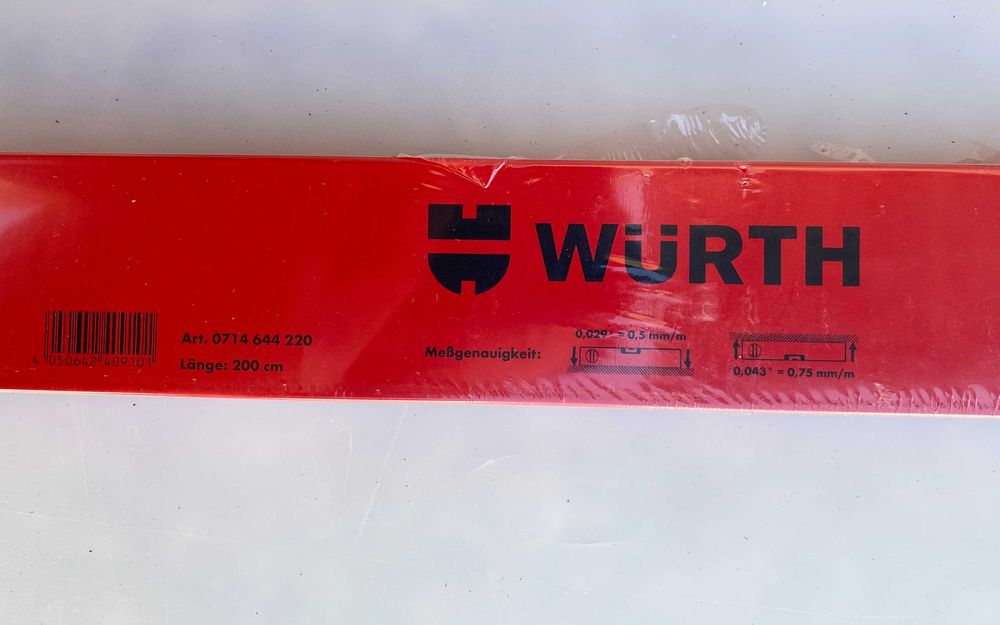 WÜRTH
4 050642 409101
Art. 0714 644 220
Länge: 200 cm
Meßgenauigkeit:
0,029° = 0,5 mm/m
0,043° = 0,75 mm/m